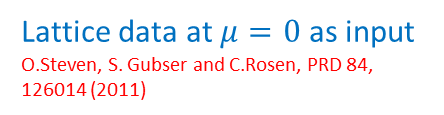 Lattice data at μ = 0 as input
O.Steven, S. Gubser and C.Rosen, PRD 84,
126014 (2011)